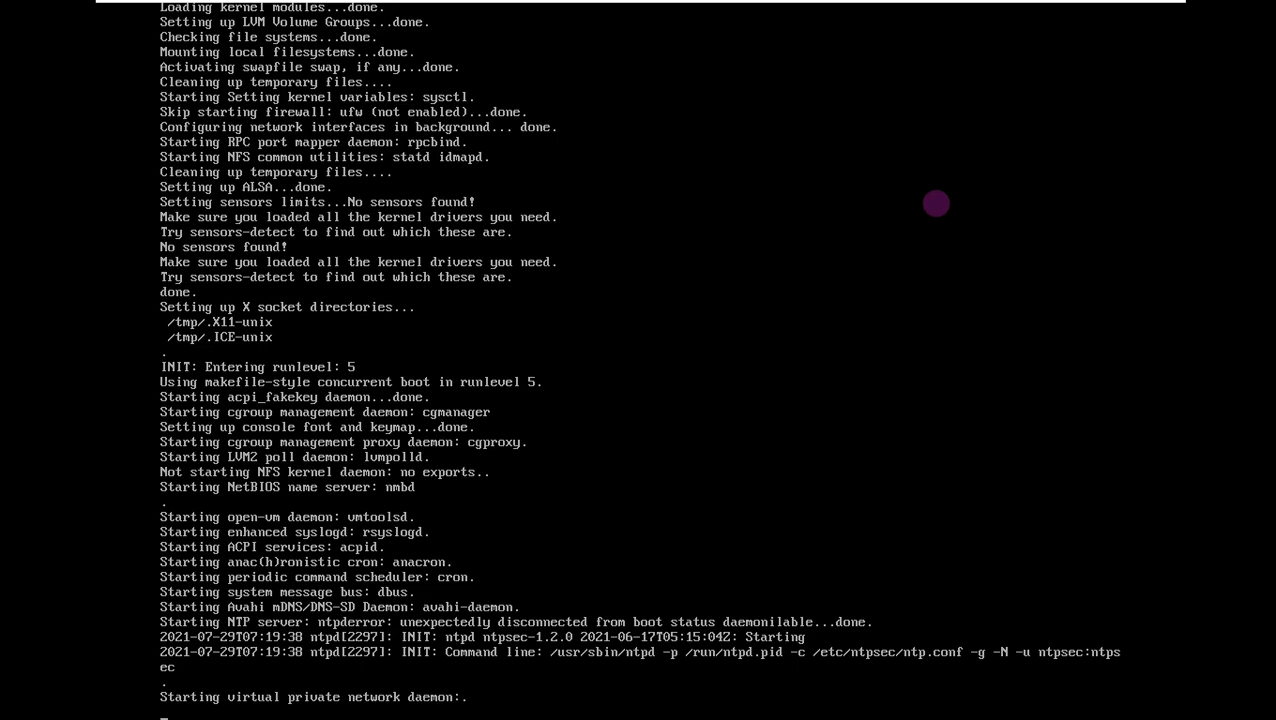 Loading kernel modules...done.
Setting up LVM Volume Groups...done.
Checking file systems...done.
Mounting local filesystems...done.
Activating swapfile swap, if any...done.
Cleaning up temporary files....
Starting Setting kernel variables: sysctl.
Skip starting firewall: ufw (not enabled)...done.
Configuring network interfaces in background... done.
Starting RPC port mapper daemon: rpcbind.
Starting NFS common utilities: statd idmapd.
Cleaning up temporary files....
Setting up ALSA...done.
Setting sensors limits...No sensors found!
Make sure you loaded all the kernel drivers you need.
Try sensors-detect to find out which these are.
No sensors found!
Make sure you loaded all the kernel drivers you need.
Try sensors-detect to find out which these are.
done.
Setting up X socket directories...
/tmp/.X11-unix
/tmp/.ICE-unix
.
INIT: Entering runlevel: 5
Using makefile-style concurrent boot in runlevel 5.
Starting acpi_fakekey daemon...done.
Starting cgroup management daemon: cgmanager
Setting up console font and keymap...done.
Starting cgroup management proxy daemon: cgproxy.
Starting LVM2 poll daemon: lvmpolld.
Not starting NFS kernel daemon: no exports..
Starting NetBIOS name server: nmbd
.
Starting open-vm daemon: vmtoolsd.
Starting enhanced syslogd: rsyslogd.
Starting ACPI services: acpid.
Starting anac(h)ronistic cron: anacron.
Starting periodic command scheduler: cron.
Starting system message bus: dbus.
Starting Avahi mDNS/DNS-SD Daemon: avahi-daemon.
Starting NTP server: ntpderror: unexpectedly disconnected from boot status daemonilable...done.
2021-07-29T07:19:38 ntpd[2297]: INIT: ntpd ntpsec-1.2.0 2021-06-17T05:15:04Z: Starting
2021-07-29T07:19:38 ntpd[2297]: INIT: Command line: /usr/sbin/ntpd -p /run/ntpd.pid -c /etc/ntpsec/ntp.conf -g -N -u ntpsec:ntps
ec
.
Starting virtual private network daemon:.